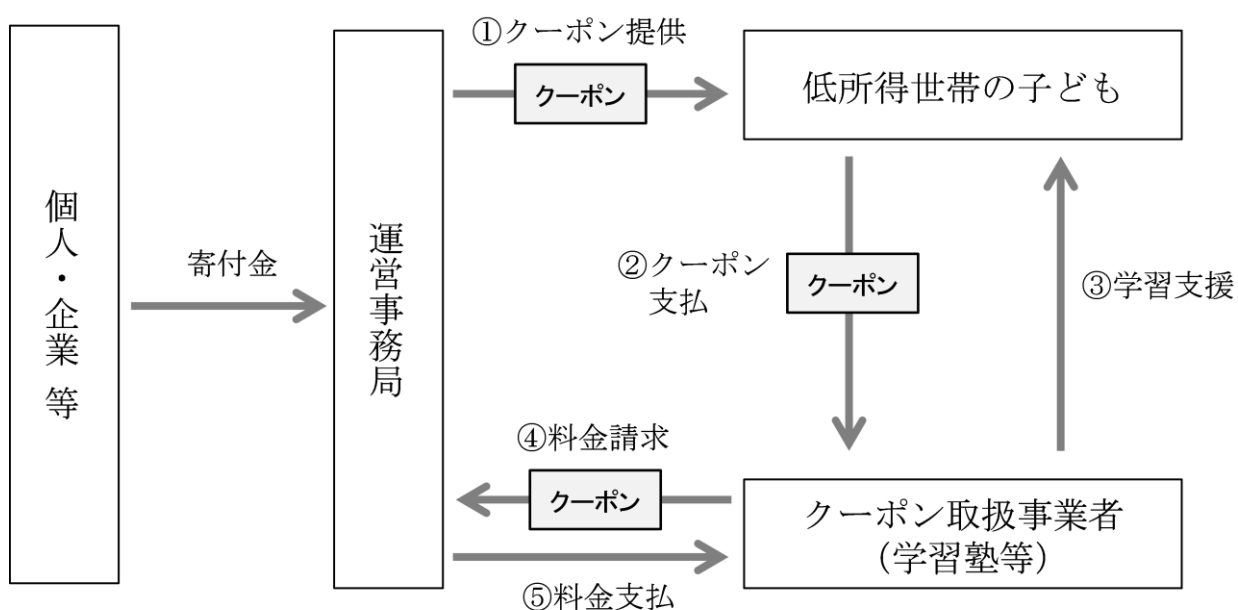 個人・企業 等
寄付金
運営事務局
①クーポン提供
クーポン
低所得世帯の子ども
②クーポン
支払
クーポン
③学習支援
④料金請求
クーポン
⑤料金支払
クーポン取扱事業者
(学習塾等)